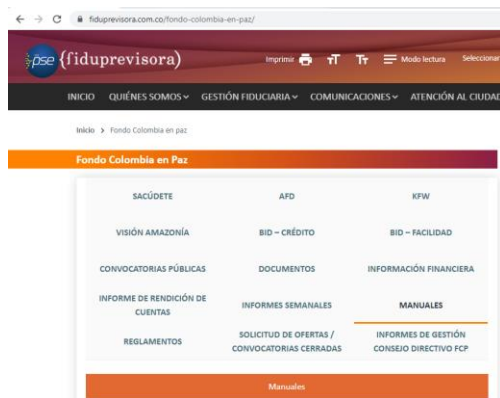 fiduprevisora.com.co/fondo-colombia-en-paz/
pse {fiduprevisora) Imprimir Modo lectura Seleccionar
INICIO QUIÉNES SOMOS GESTIÓN FIDUCIARIA COMUNICACIONES ATENCIÓN AL CIUDAD
Inicio > Fondo Colombia en paz
Fondo Colombia en Paz
SACÚDETE AFD KFW
VISIÓN AMAZONÍA BID – CRÉDITO BID – FACILIDAD
CONVOCATORIAS PÚBLICAS DOCUMENTOS INFORMACIÓN FINANCIERA
INFORME DE RENDICIÓN DE CUENTAS INFORMES SEMANALES MANUALES
REGLAMENTOS SOLICITUD DE OFERTAS / CONVOCATORIAS CERRADAS INFORMES DE GESTIÓN CONSEJO DIRECTIVO FCP
Manuales